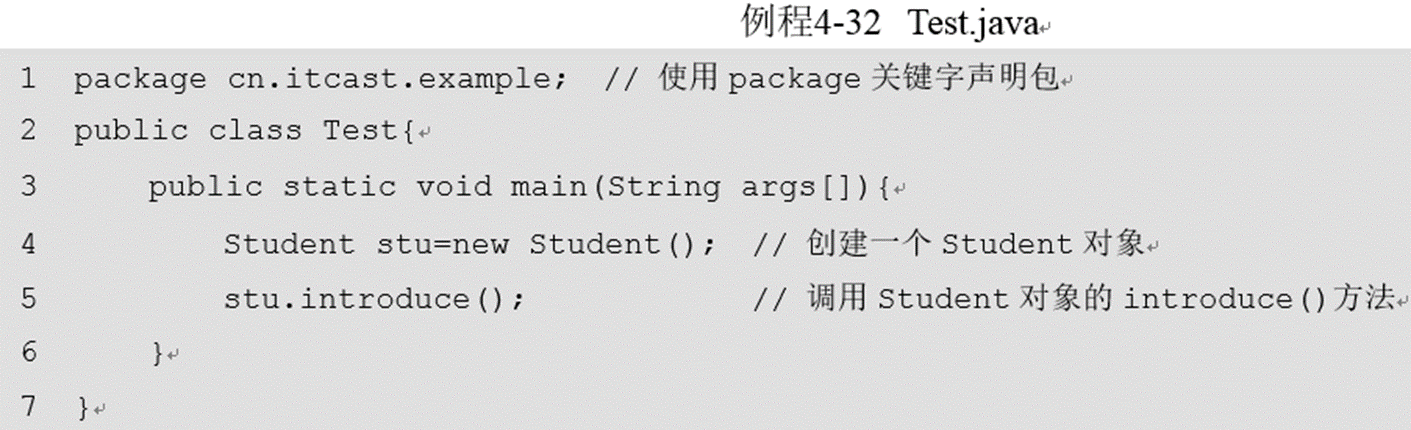 例程4-32 Test.java↵
1 package cn.itcast.example; // 使用 package 关键字声明包↵
2 public class Test{↵
3 public static void main(String args[]){↵
4 Student stu=new Student(); // 创建一个 Student 对象↵
5 stu.introduce(); // 调用 Student 对象的 introduce()方法↵
6 }↵
7 }↵